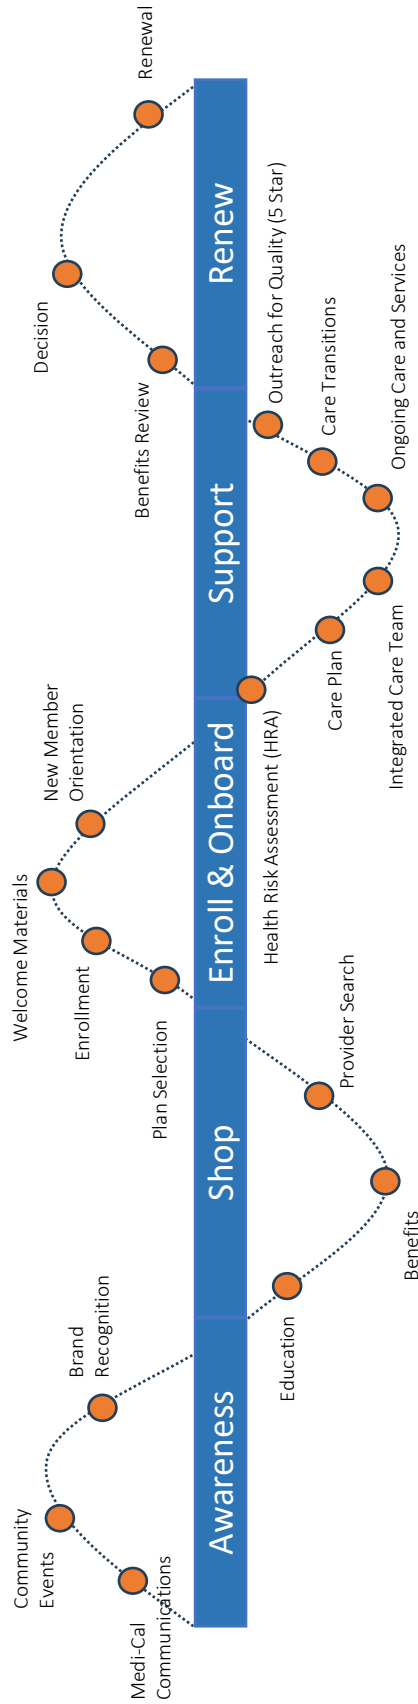 Medi-Cal
Communications
Community
Events
Brand
Recognition
Awareness
Education
Benefits
Provider Search
Shop
Plan Selection
Enrollment
Welcome Materials
New Member
Orientation
Enroll & Onboard
Health Risk Assessment (HRA)
Care Plan
Integrated Care Team
Ongoing Care and Services
Care Transitions
Outreach for Quality (5 Star)
Support
Benefits Review
Decision
Renewal
Renew